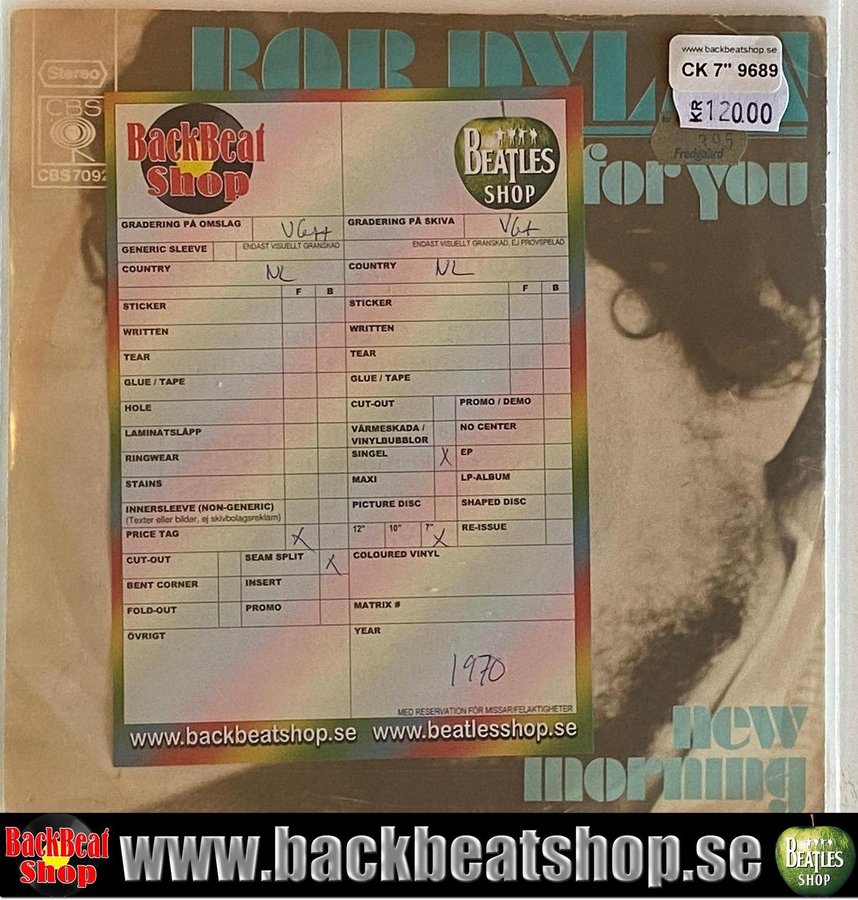 BOB DYLAN
Stereo
CBS
CBS7092
www.backbeatshop.se
CK 7" 9689
KR120.00
395
Fredgaard
for you
BackBeat
Shop
BEATLES
SHOP
GRADERING PÅ OMSLAG VG++
ENDAST VISUELLT GRANSKAD
GRADERING PÅ SKIVA VG+
ENDAST VISUELLT GRANSKAD, EJ PROVSPELAD
GENERIC SLEEVE
COUNTRY NL
COUNTRY NL
F B
F B
STICKER
STICKER
WRITTEN
WRITTEN
TEAR
TEAR
GLUE / TAPE
GLUE / TAPE
HOLE
CUT-OUT
PROMO / DEMO
LAMINATSLÄPP
VÄRMESKADA /
VINYLBUBBLOR
NO CENTER
RINGWEAR
SINGEL X
EP
STAINS
MAXI
LP-ALBUM
INNERSLEEVE (NON-GENERIC)
(Texter eller bilder, ej skivbolagsreklam)
PICTURE DISC
SHAPED DISC
PRICE TAG X
12" 10" 7" X
RE-ISSUE
CUT-OUT
SEAM SPLIT X
COLOURED VINYL
BENT CORNER
INSERT
FOLD-OUT
PROMO
MATRIX #
ÖVRIGT
YEAR
1970
MED RESERVATION FÖR MISSAR/FELAKTIGHETER
www.backbeatshop.se www.beatlesshop.se
new
morning
BackBeat
Shop
www.backbeatshop.se
BEATLES
SHOP